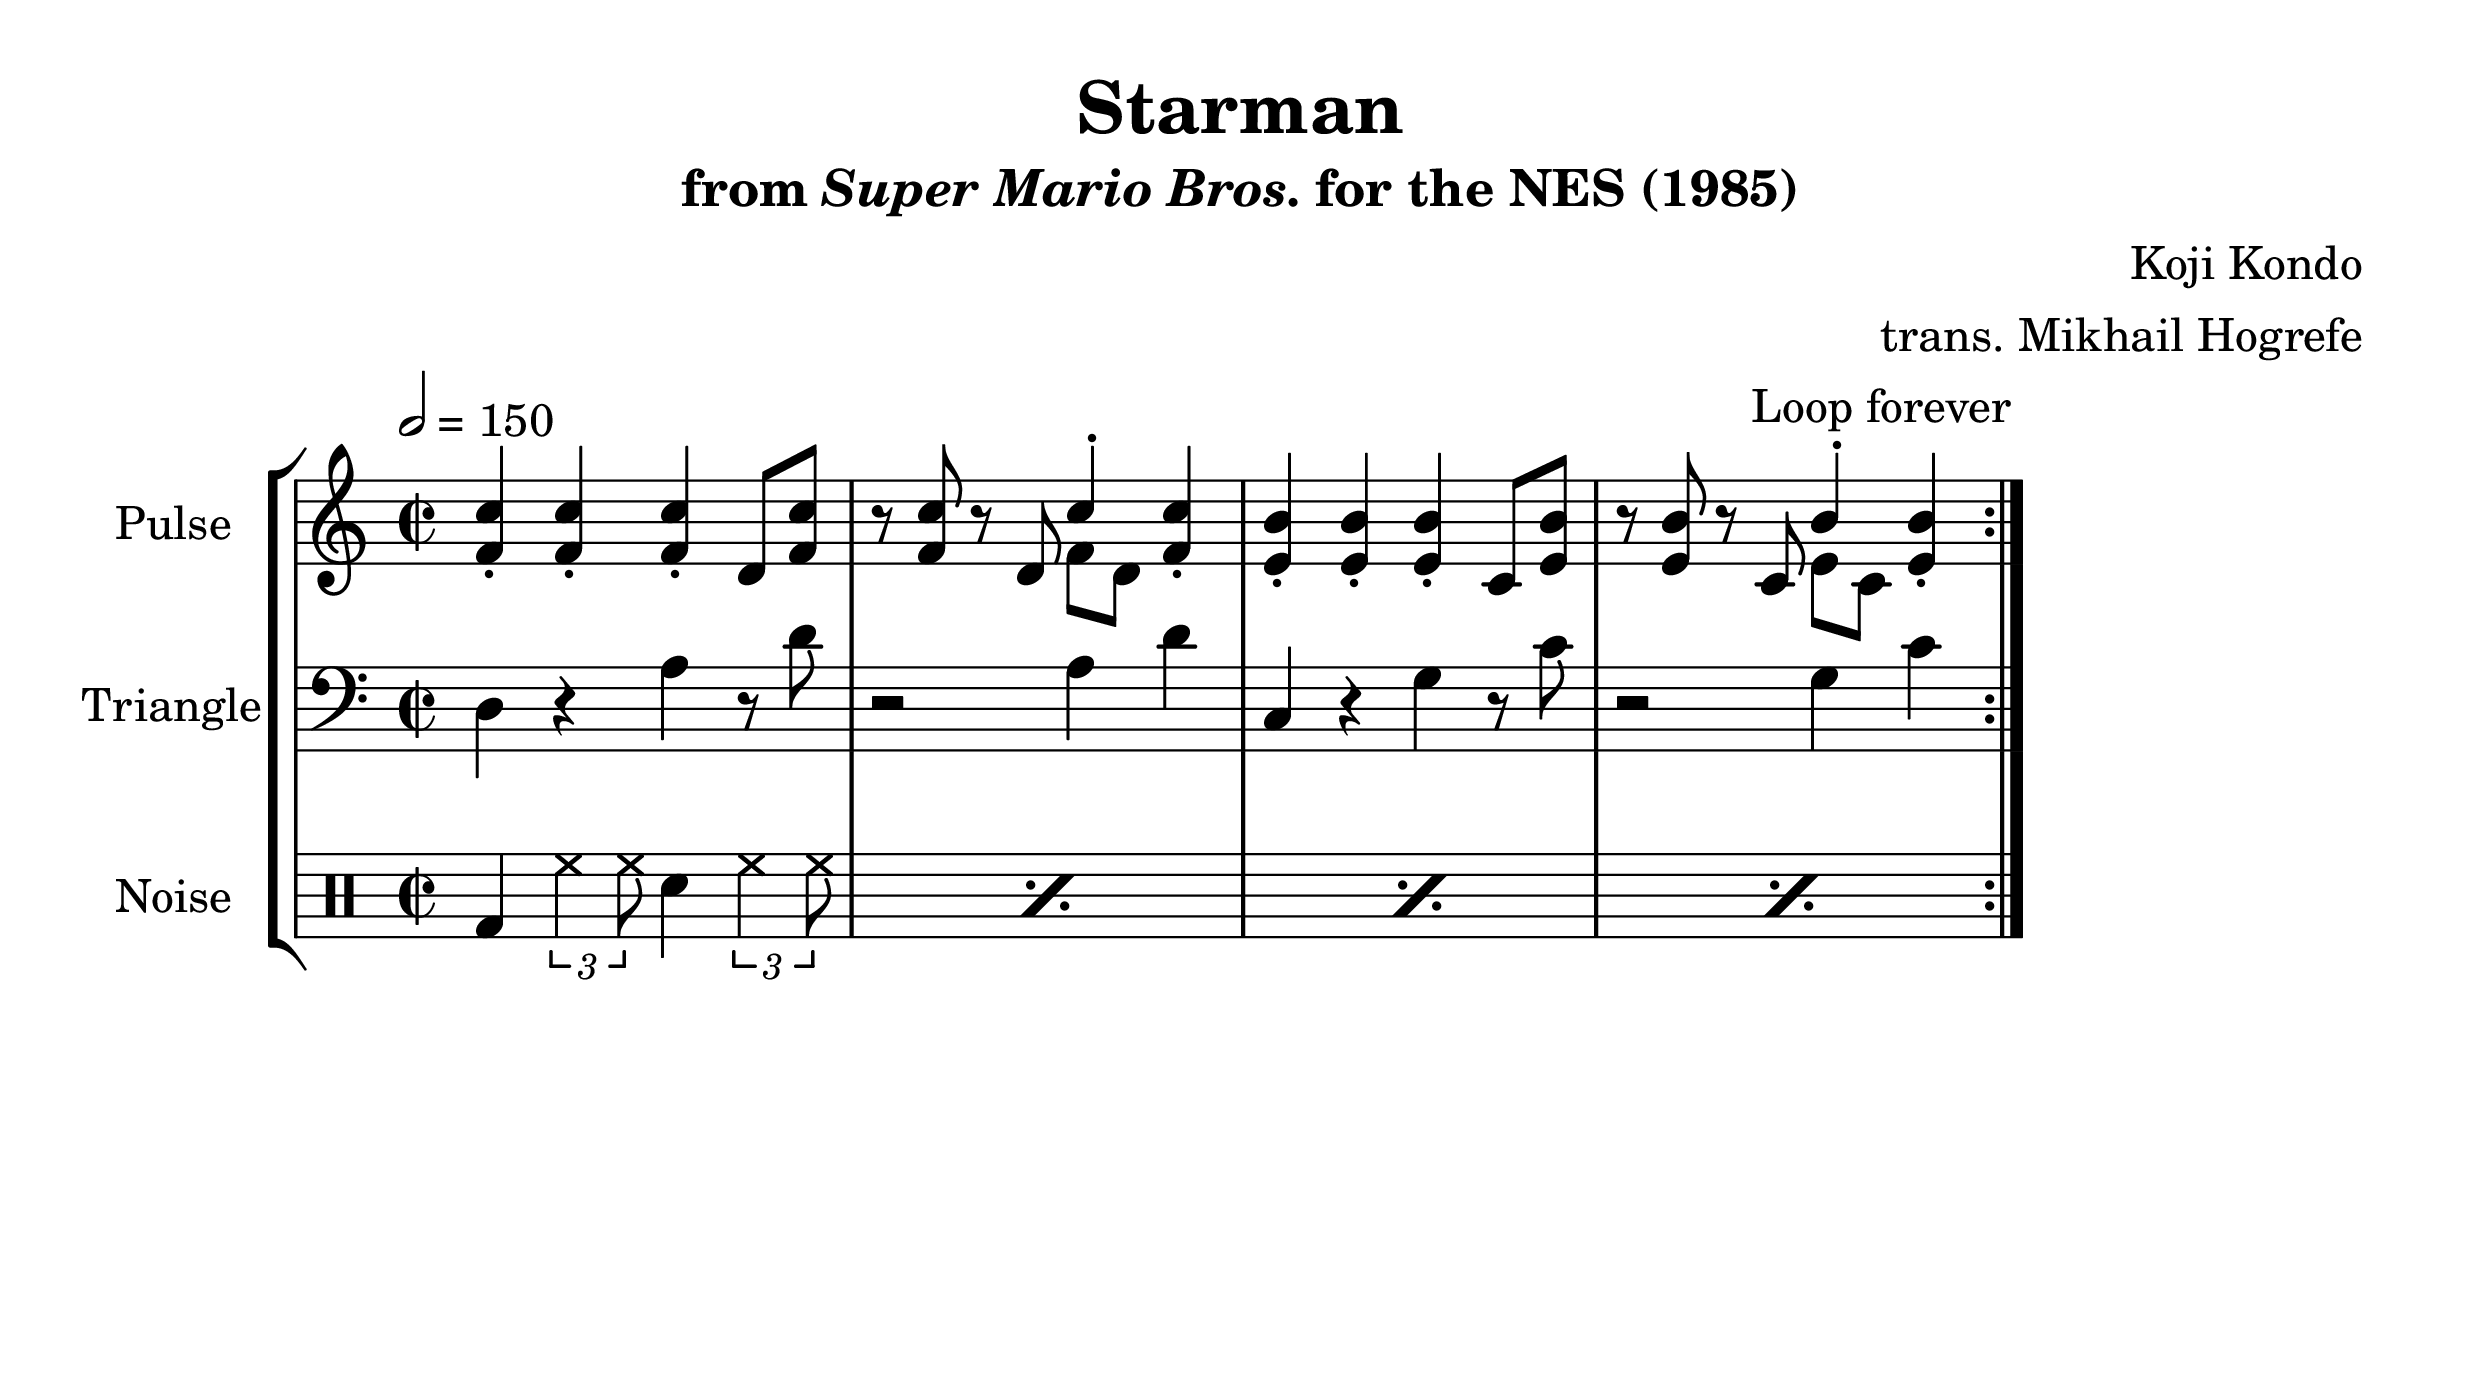 Starman
from Super Mario Bros. for the NES (1985)
Koji Kondo
trans. Mikhail Hogrefe
= 150
Loop forever
Pulse
Triangle
Noise
3 3